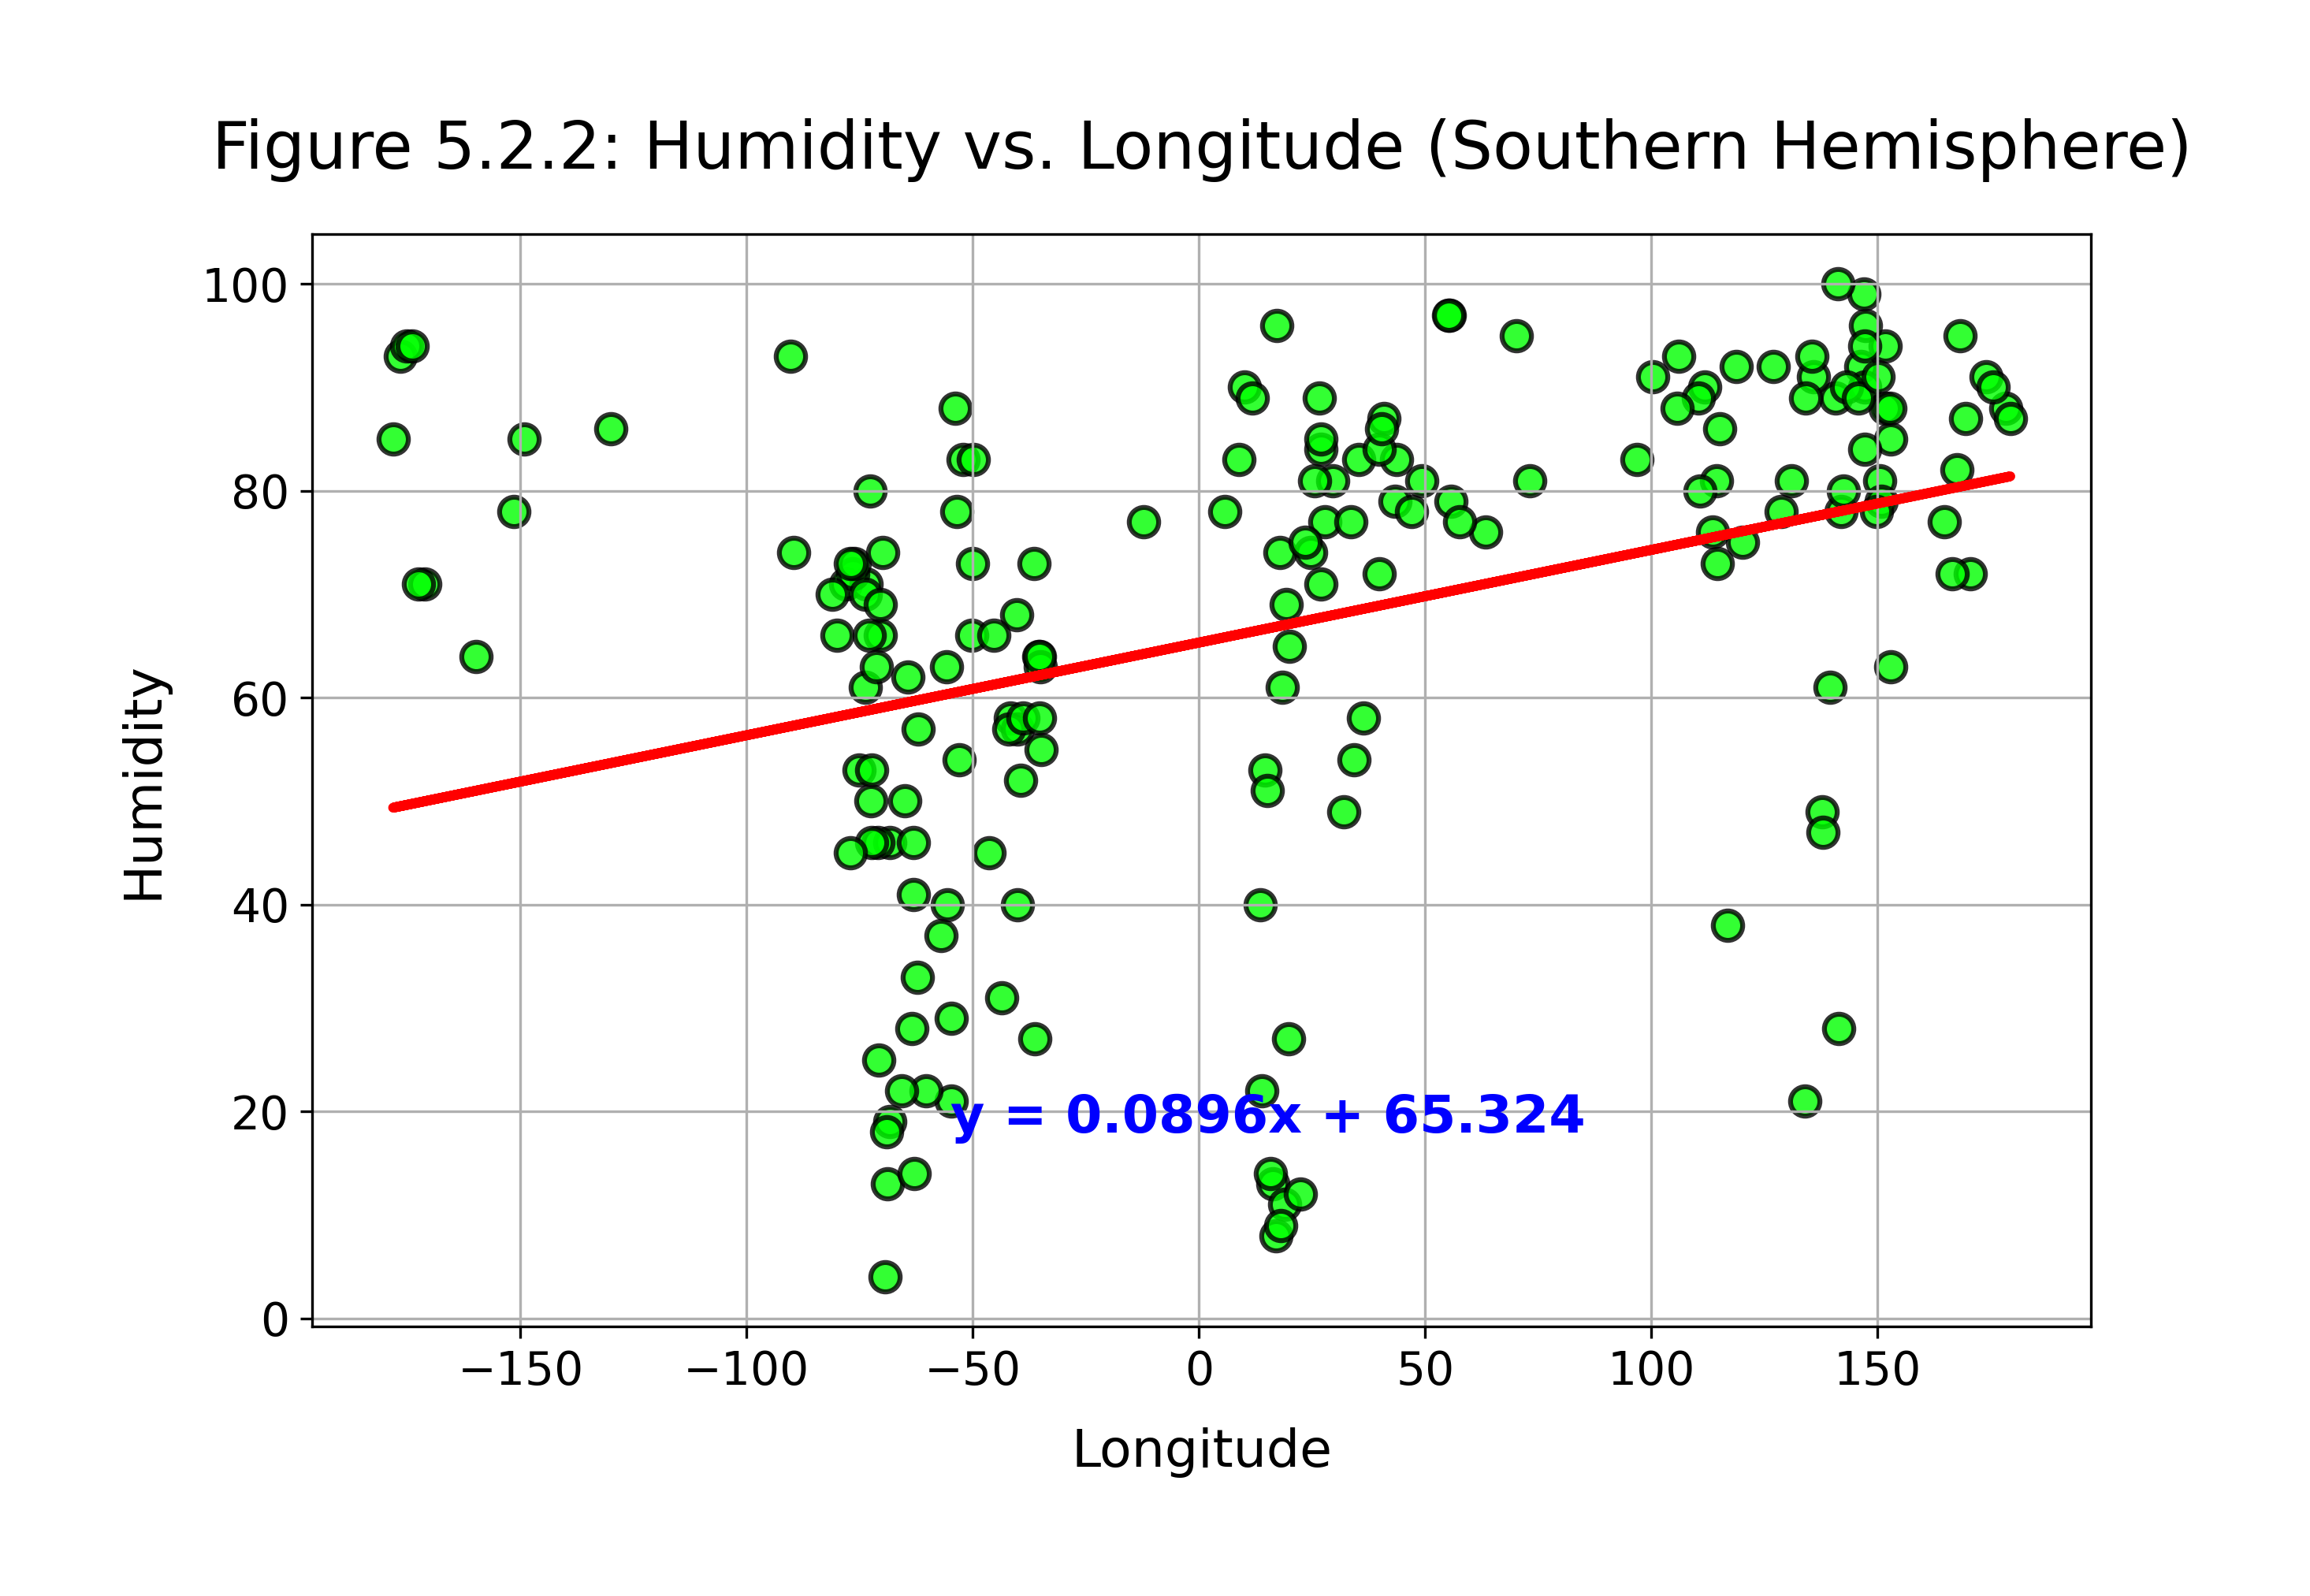 Figure 5.2.2: Humidity vs. Longitude (Southern Hemisphere)
100
80
60
40
20
0
Humidity
y = 0.0896x + 65.324
−150 −100 −50 0 50 100 150
Longitude